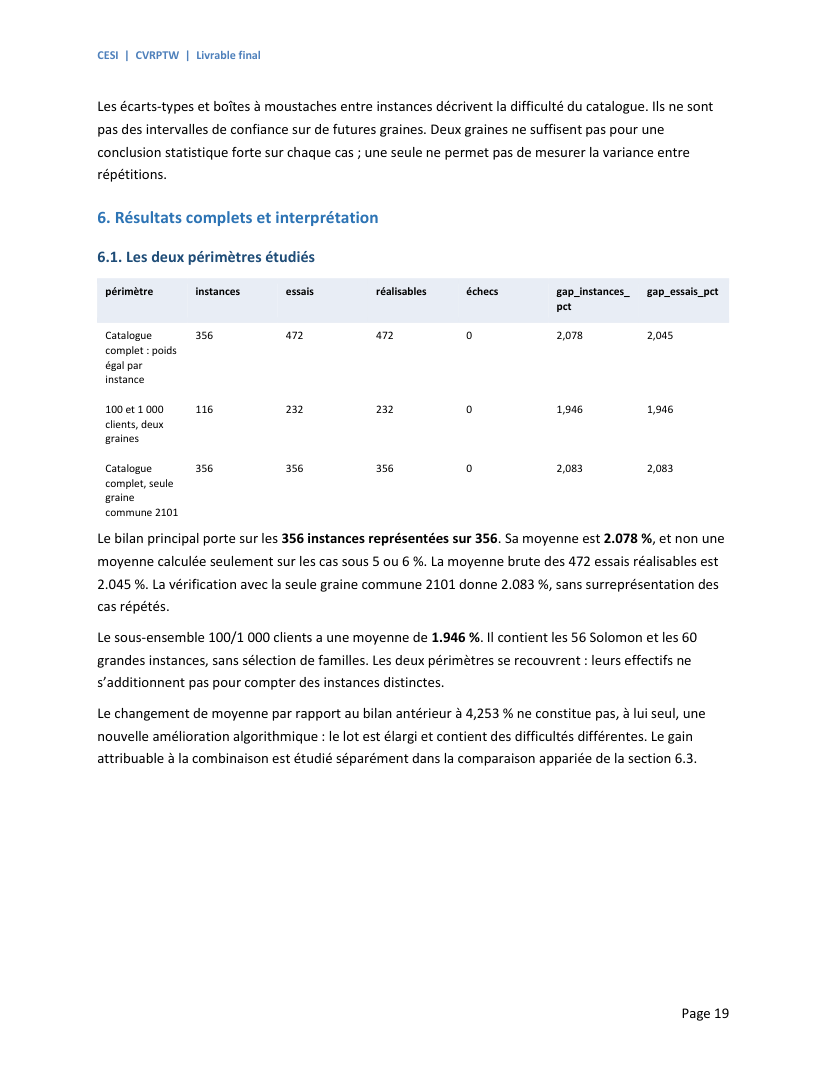 CESI | CVRPTW | Livrable final
Les écarts-types et boîtes à moustaches entre instances décrivent la difficulté du catalogue. Ils ne sont
pas des intervalles de confiance sur de futures graines. Deux graines ne suffisent pas pour une
conclusion statistique forte sur chaque cas ; une seule ne permet pas de mesurer la variance entre
répétitions.
6. Résultats complets et interprétation
6.1. Les deux périmètres étudiés
périmètre instances essais réalisables échecs gap_instances_ gap_essais_pct
pct
Catalogue 356 472 472 0 2,078 2,045
complet : poids
égal par
instance
100 et 1 000 116 232 232 0 1,946 1,946
clients, deux
graines
Catalogue 356 356 356 0 2,083 2,083
complet, seule
graine
commune 2101
Le bilan principal porte sur les 356 instances représentées sur 356. Sa moyenne est 2.078 %, et non une
moyenne calculée seulement sur les cas sous 5 ou 6 %. La moyenne brute des 472 essais réalisables est
2.045 %. La vérification avec la seule graine commune 2101 donne 2.083 %, sans surreprésentation des
cas répétés.
Le sous-ensemble 100/1 000 clients a une moyenne de 1.946 %. Il contient les 56 Solomon et les 60
grandes instances, sans sélection de familles. Les deux périmètres se recouvrent : leurs effectifs ne
s’additionnent pas pour compter des instances distinctes.
Le changement de moyenne par rapport au bilan antérieur à 4,253 % ne constitue pas, à lui seul, une
nouvelle amélioration algorithmique : le lot est élargi et contient des difficultés différentes. Le gain
attribuable à la combinaison est étudié séparément dans la comparaison appariée de la section 6.3.
Page 19